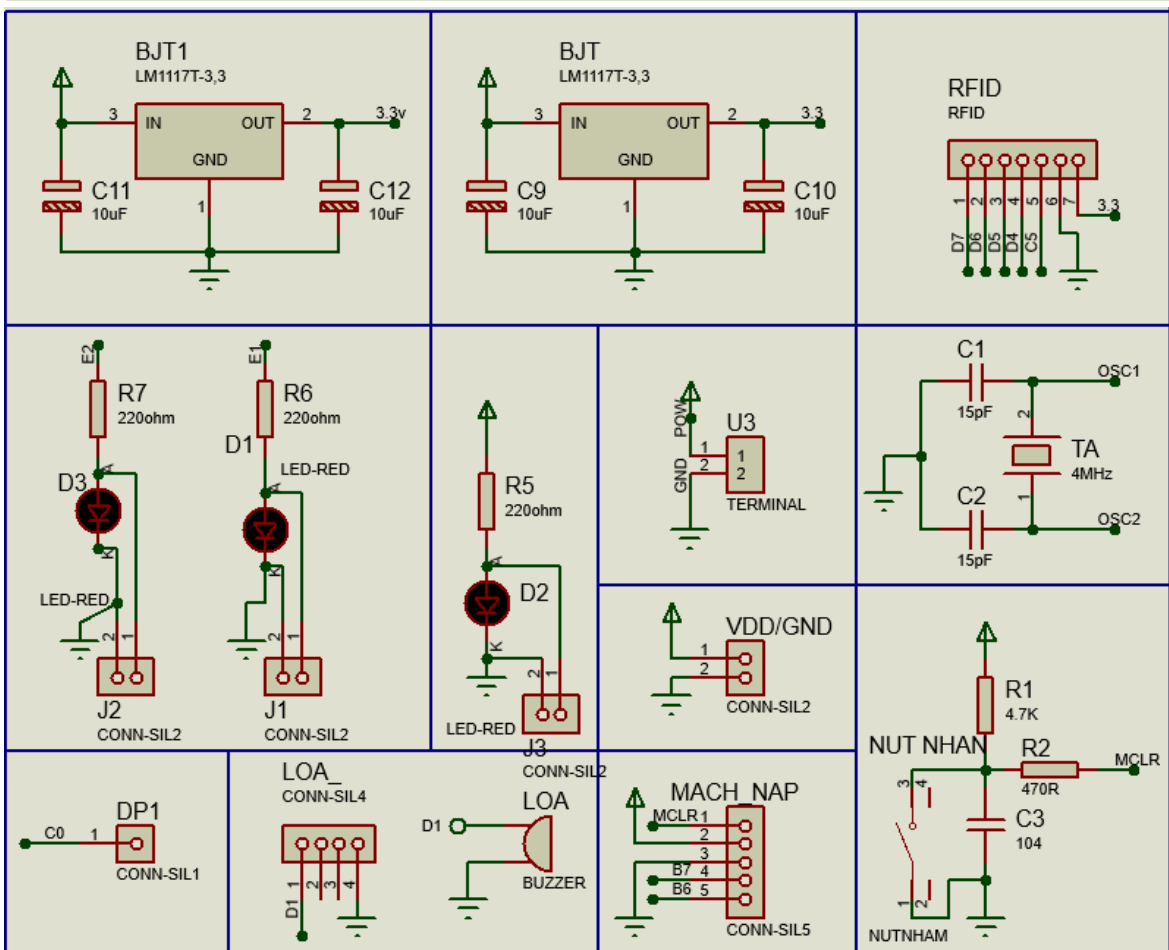 BJT1
LM1117T-3,3
3 IN OUT 2 3.3v
GND
1
C11
10uF
C12
10uF
BJT
LM1117T-3,3
3 IN OUT 2 3.3
GND
1
C9
10uF
C10
10uF
RFID
RFID
1 2 3 4 5 6 7
3.3
D7 D6 D5 D4 C5
E2
R7
220ohm
A
D3
K
LED-RED
2 1
J2
CONN-SIL2
E1
R6
220ohm
D1
LED-RED
A
K
2 1
J1
CONN-SIL2
R5
220ohm
A
D2
K
LED-RED
2 1
J3
CONN-SIL2
POW
GND
U3
1 1
2 2
TERMINAL
C1
15pF
OSC1
2
TA
4MHz
1
C2
15pF
OSC2
VDD/GND
1
2
CONN-SIL2
R1
4.7K
NUT NHAN
R2
470R
MCLR
3 4
C3
104
1 2
NUTNHAM
DP1
C0 1
CONN-SIL1
LOA_
CONN-SIL4
1 2 3 4
D1
LOA
D1
BUZZER
MACH_NAP
MCLR 1
2
3
B7 4
B6 5
CONN-SIL5